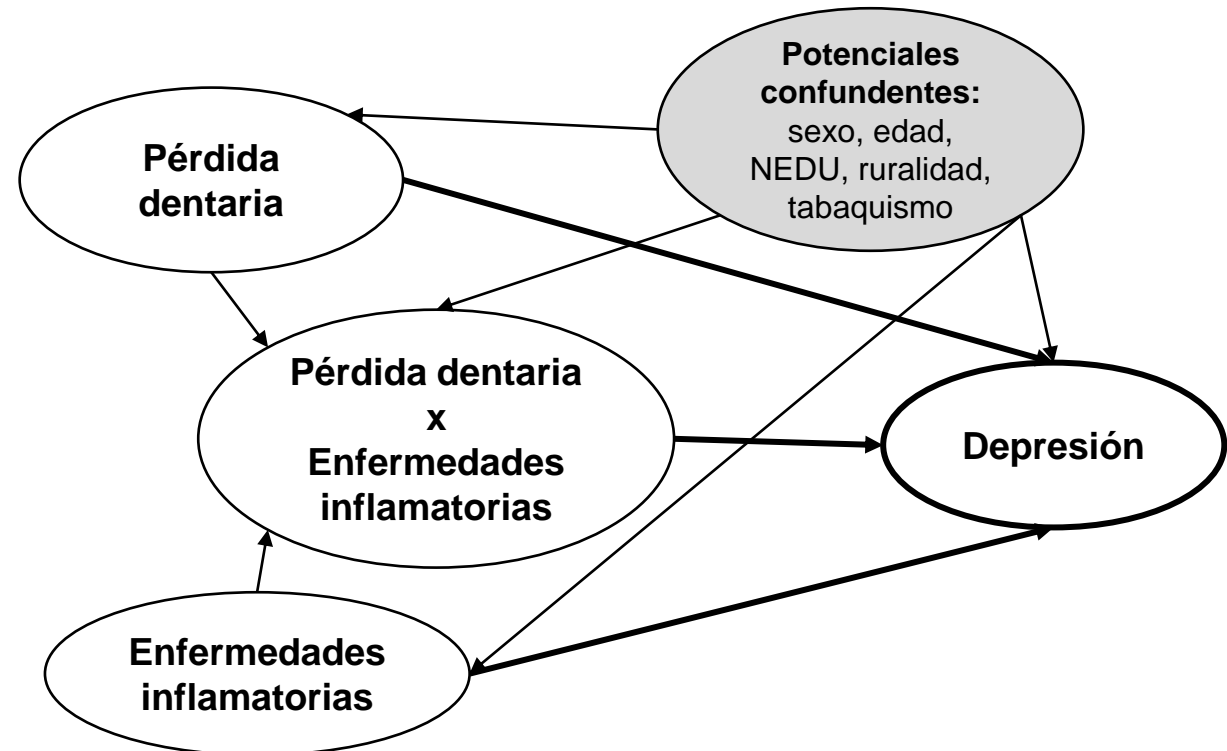 Potenciales
confundentes:
sexo, edad,
NEDU, ruralidad,
tabaquismo
Pérdida
dentaria
Pérdida dentaria
x
Enfermedades
inflamatorias
Depresión
Enfermedades
inflamatorias